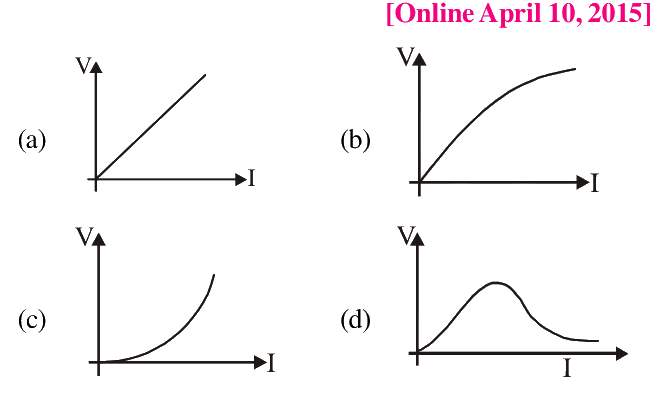 [Online April 10, 2015]
(a) V I
(b) V I
(c) V I
(d) V I